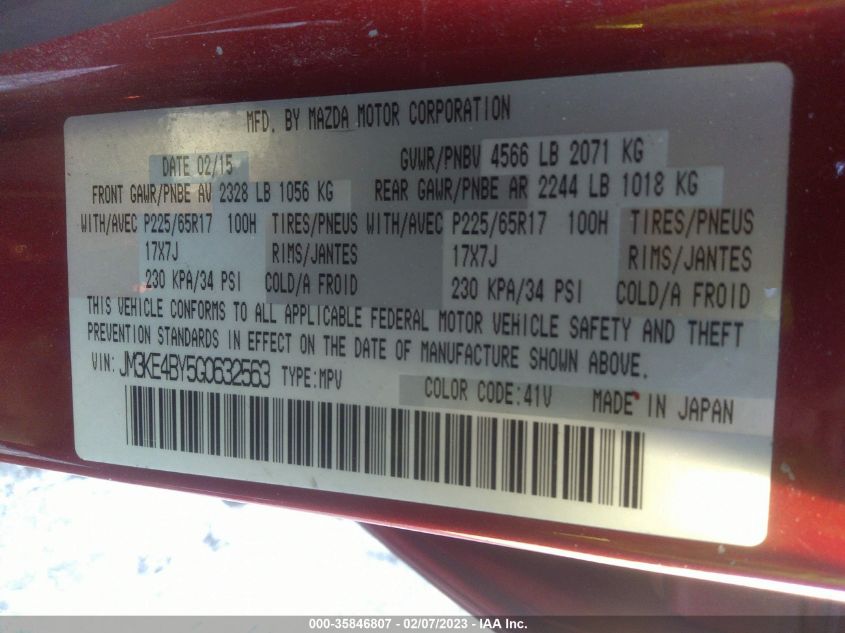 MFD. BY MAZDA MOTOR CORPORATION
DATE 02/15 GVWR/PNBV 4566 LB 2071 KG
FRONT GAWR/PNBE AV 2328 LB 1056 KG REAR GAWR/PNBE AR 2244 LB 1018 KG
WITH/AVEC P225/65R17 100H TIRES/PNEUS WITH/AVEC P225/65R17 100H TIRES/PNEUS
17X7J RIMS/JANTES 17X7J RIMS/JANTES
230 KPA/34 PSI COLD/A FROID 230 KPA/34 PSI COLD/A FROID
THIS VEHICLE CONFORMS TO ALL APPLICABLE FEDERAL MOTOR VEHICLE SAFETY AND THEFT
PREVENTION STANDARDS IN EFFECT ON THE DATE OF MANUFACTURE SHOWN ABOVE.
VIN: JM3KE4BY5G0632563 TYPE:MPV COLOR CODE:41V MADE IN JAPAN
000-35846807 - 02/07/2023 - IAA Inc.